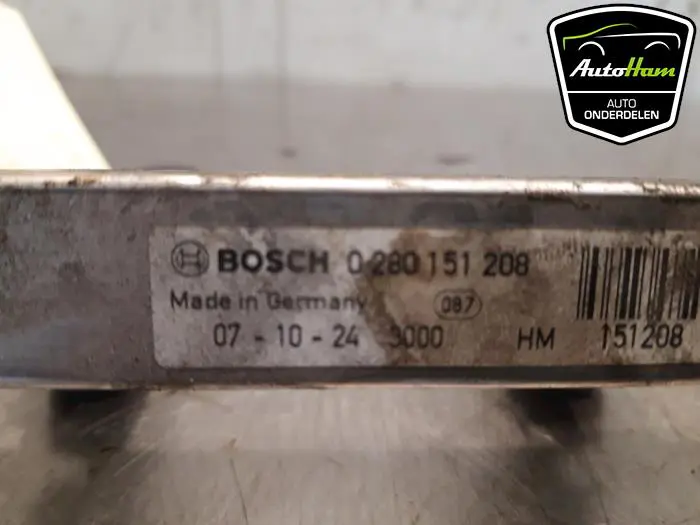 AutoHam
AUTO
ONDERDELEN
BOSCH 0 280 151 208
Made in Germany 087
07 - 10 - 24 3000 HM 151208